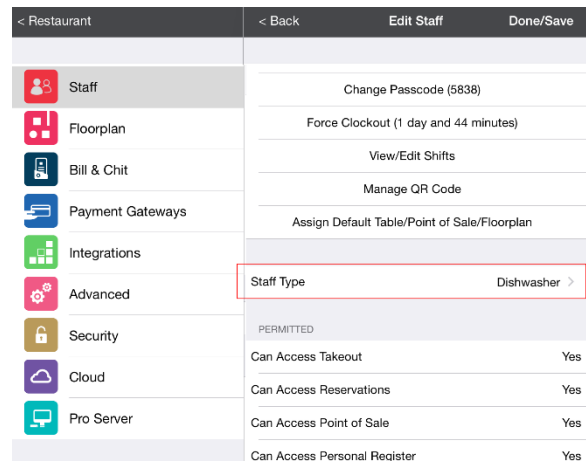 < Restaurant
< Back Edit Staff Done/Save
Staff
Floorplan
Bill & Chit
Payment Gateways
Integrations
Advanced
Security
Cloud
Pro Server
Change Passcode (5838)
Force Clockout (1 day and 44 minutes)
View/Edit Shifts
Manage QR Code
Assign Default Table/Point of Sale/Floorplan
Staff Type Dishwasher >
PERMITTED
Can Access Takeout Yes
Can Access Reservations Yes
Can Access Point of Sale Yes
Can Access Personal Register Yes